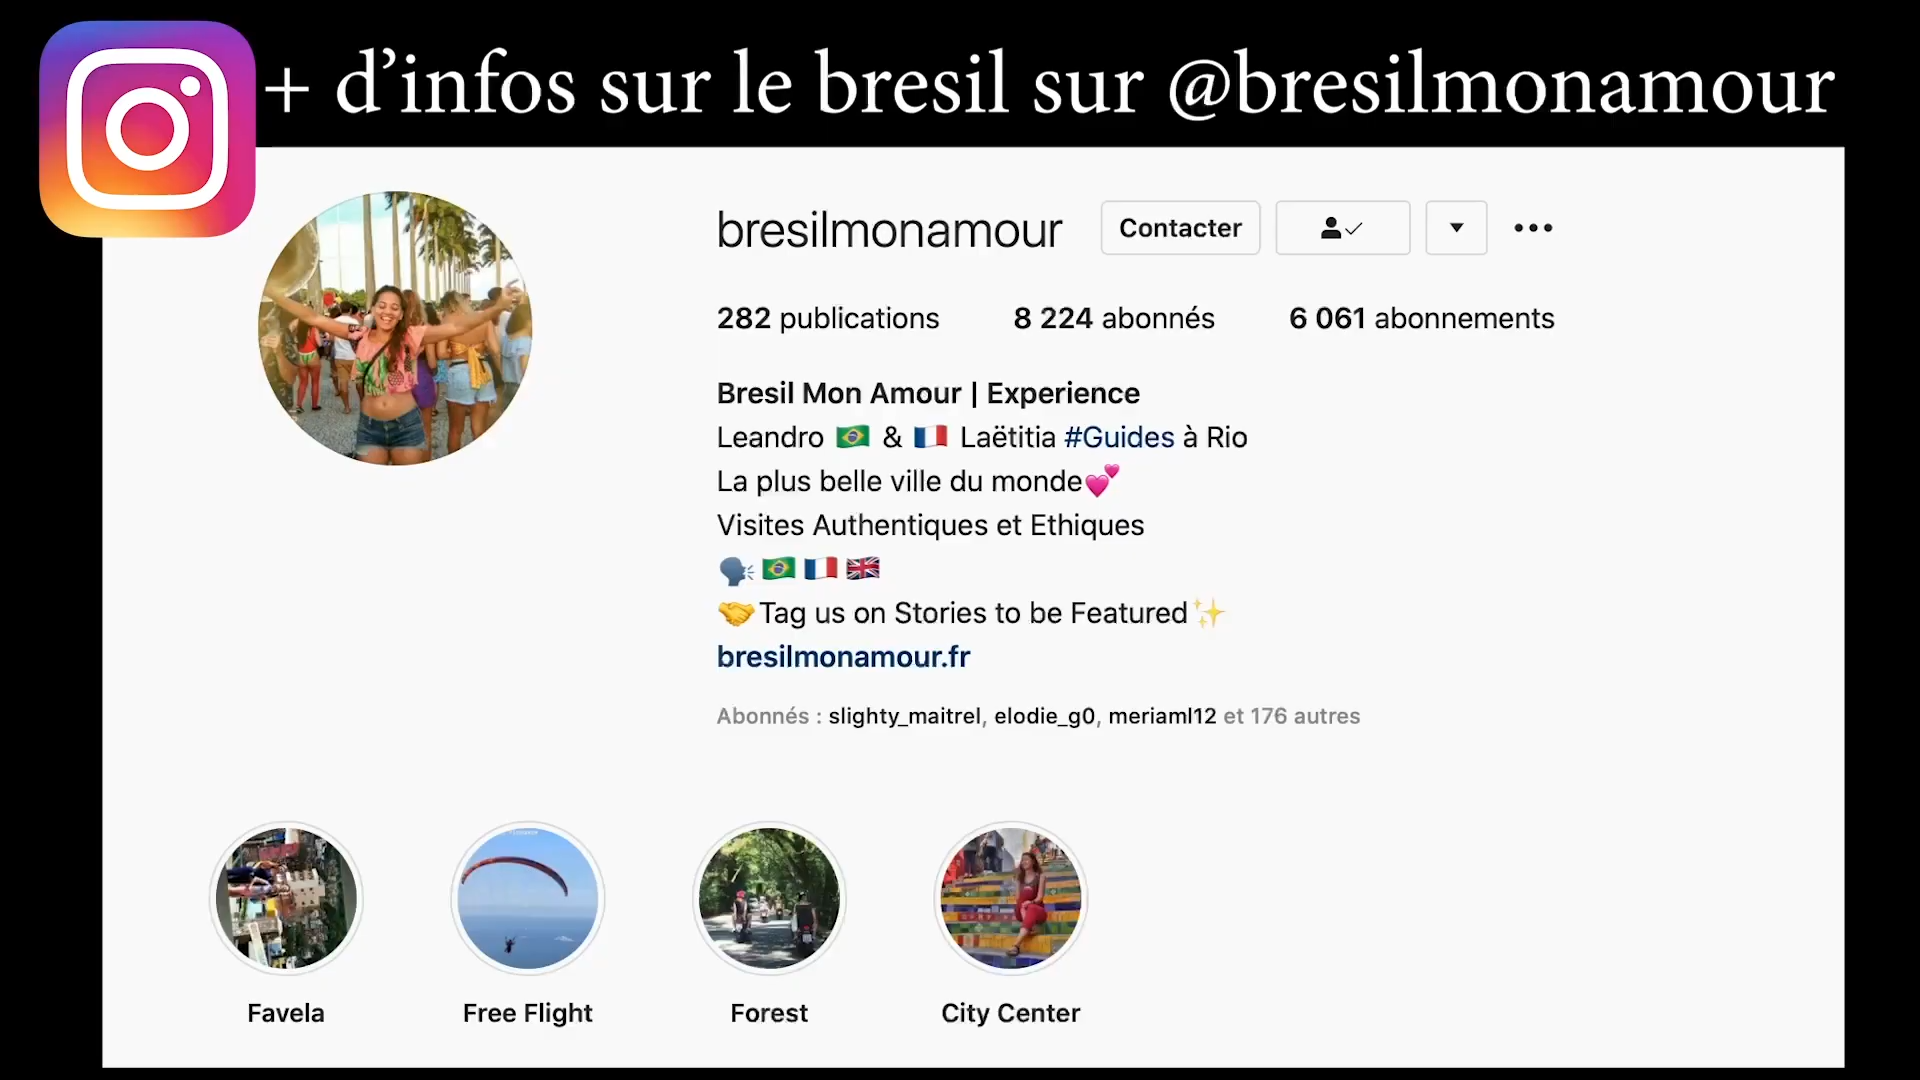 + d’infos sur le bresil sur @bresilmonamour
bresilmonamour Contacter
282 publications 8 224 abonnés 6 061 abonnements
Bresil Mon Amour | Experience
Leandro 🇧🇷 & 🇫🇷 Laëtitia #Guides à Rio
La plus belle ville du monde💕
Visites Authentiques et Ethiques
🗣🇧🇷🇫🇷🇬🇧
🤝Tag us on Stories to be Featured✨
bresilmonamour.fr
Abonnés : slighty_maitrel, elodie_g0, meriaml12 et 176 autres
Favela Free Flight Forest City Center